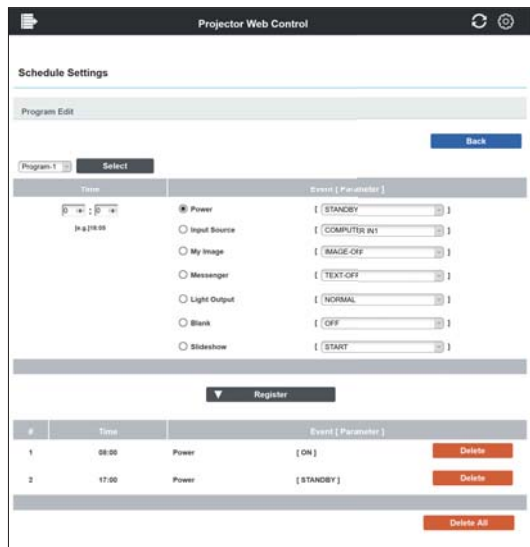 Projector Web Control
Schedule Settings
Program Edit
Back
Program-1 Select
Time Event [ Parameter ]
0 : 0 Power [ STANDBY ]
[e.g.]18:00 Input Source [ COMPUTER IN1 ]
My Image [ IMAGE-OFF ]
Messenger [ TEXT-OFF ]
Light Output [ NORMAL ]
Blank [ OFF ]
Slideshow [ START ]
▼ Register
# Time Event [ Parameter ]
1 08:00 Power [ ON ] Delete
2 17:00 Power [ STANDBY ] Delete
Delete All